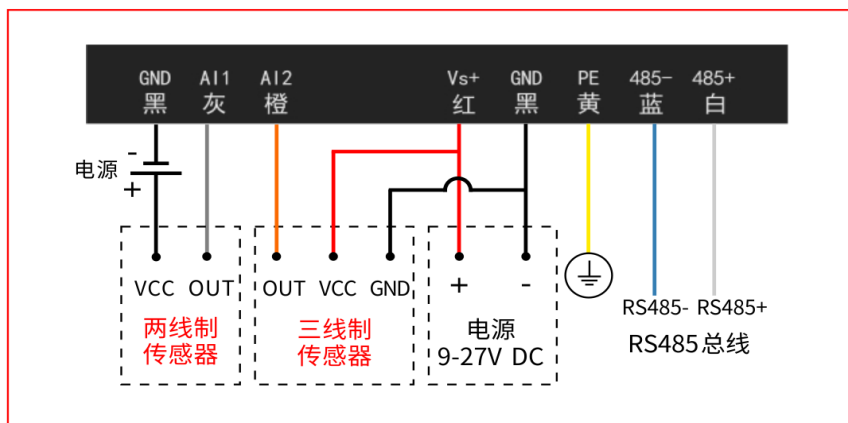 GND AI1 AI2 Vs+ GND PE 485- 485+
黑 灰 橙 红 黑 黄 蓝 白
电源 - +
VCC OUT OUT VCC GND + -
两线制
传感器
三线制
传感器
电源
9-27V DC
RS485- RS485+
RS485总线